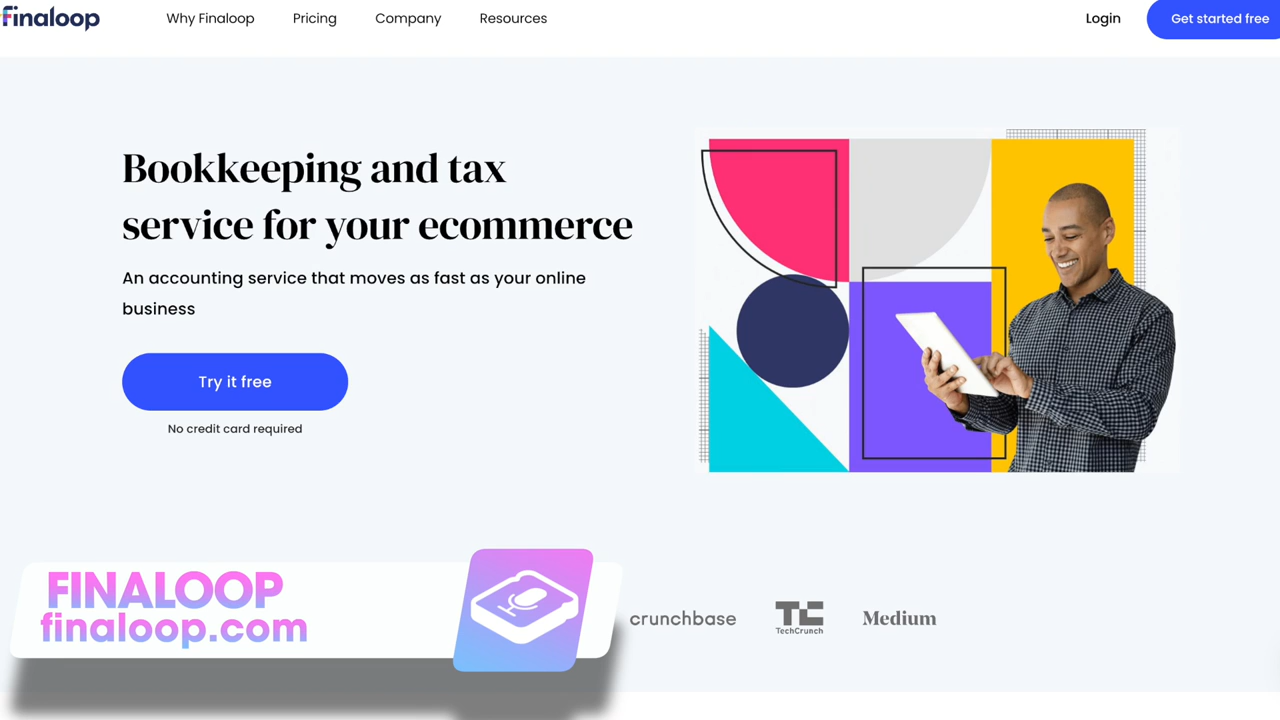 finaloop
Why Finaloop
Pricing
Company
Resources
Login
Get started free
Bookkeeping and tax
service for your ecommerce
An accounting service that moves as fast as your online
business
Try it free
No credit card required
FINALOOP
finaloop.com
crunchbase
TC
TechCrunch
Medium